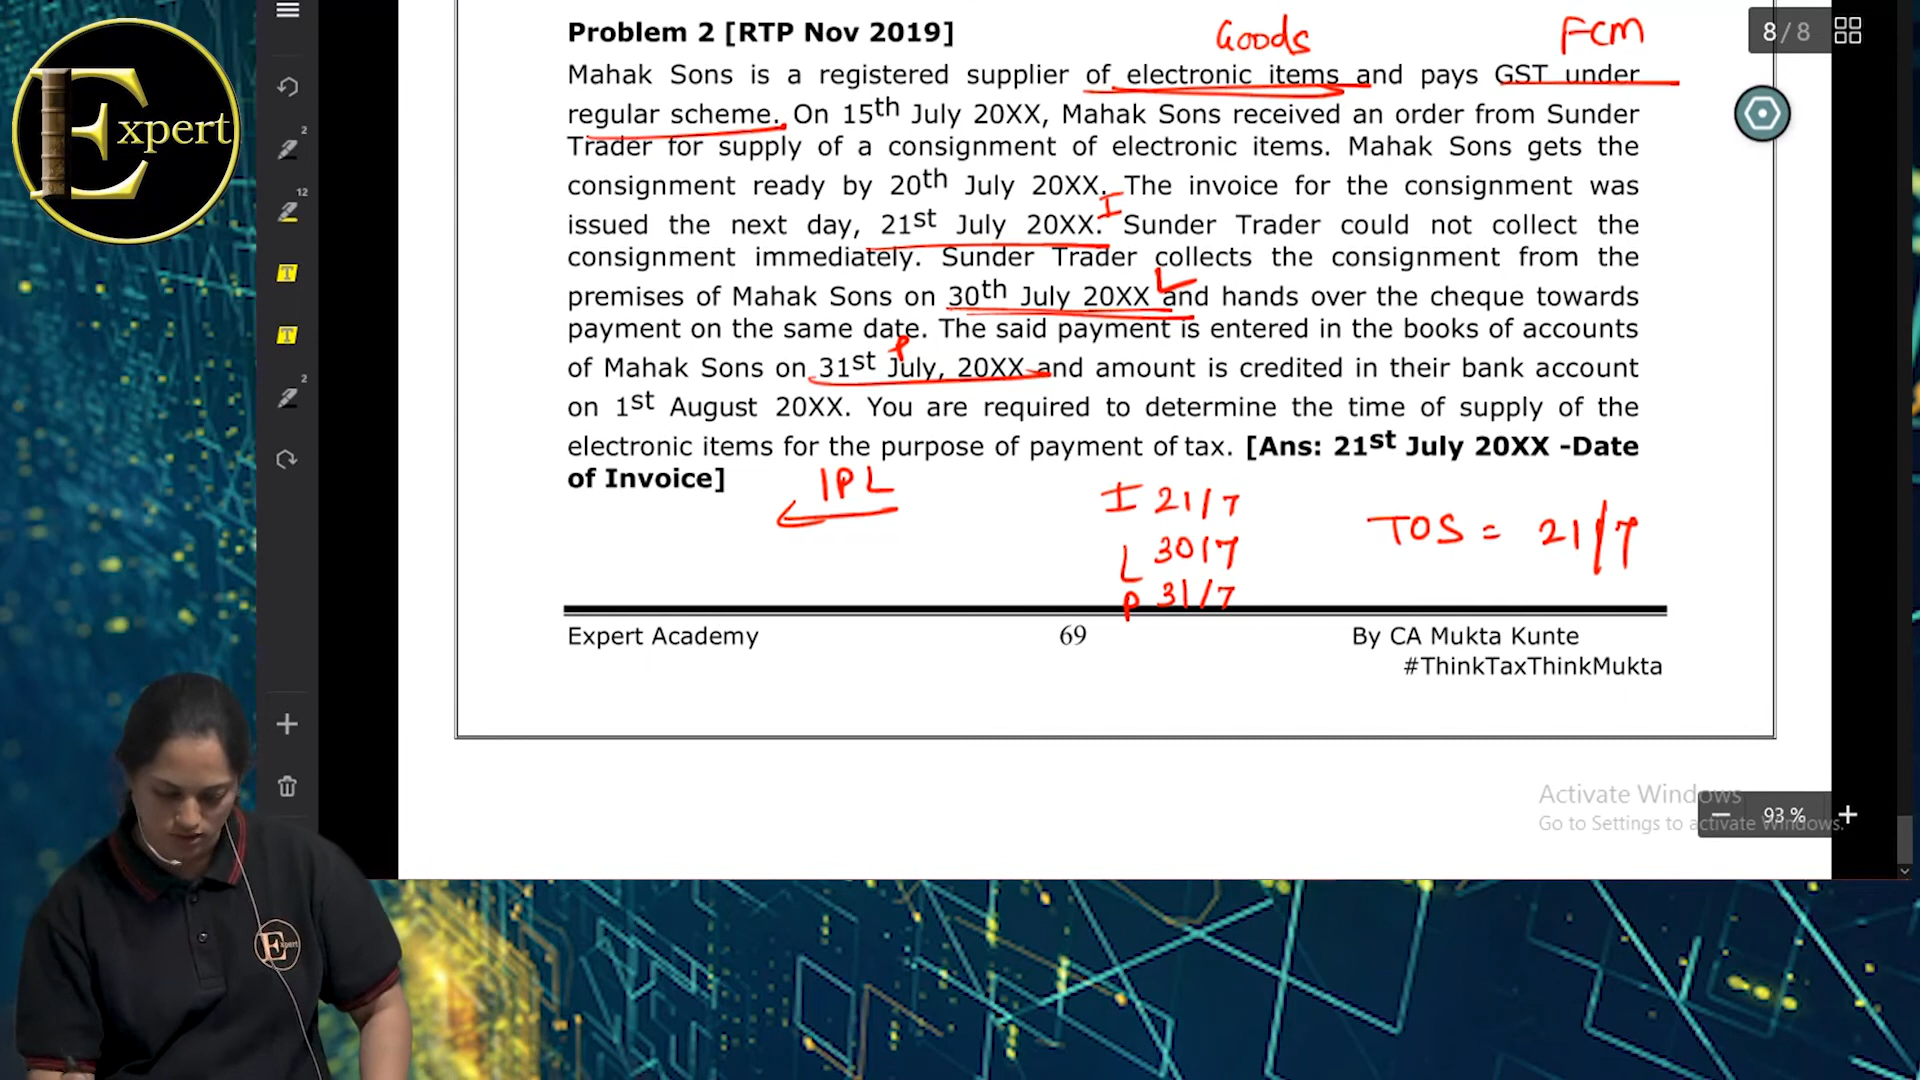 Expert
Problem 2 [RTP Nov 2019]
Goods
FCM
8 / 8
Mahak Sons is a registered supplier of electronic items and pays GST under
regular scheme. On 15th July 20XX, Mahak Sons received an order from Sunder
Trader for supply of a consignment of electronic items. Mahak Sons gets the
consignment ready by 20th July 20XX. The invoice for the consignment was
I
issued the next day, 21st July 20XX. Sunder Trader could not collect the
consignment immediately. Sunder Trader collects the consignment from the
L
premises of Mahak Sons on 30th July 20XX and hands over the cheque towards
payment on the same date. The said payment is entered in the books of accounts
P
of Mahak Sons on 31st July, 20XX and amount is credited in their bank account
on 1st August 20XX. You are required to determine the time of supply of the
electronic items for the purpose of payment of tax. [Ans: 21st July 20XX -Date
of Invoice]
IPL
I 21/7
L 30/7
P 31/7
TOS = 21/7
Expert Academy
69
By CA Mukta Kunte
#ThinkTaxThinkMukta
Activate Windows
Go to Settings to activate Windows.
93 %
2
12
T
T
2
Expert